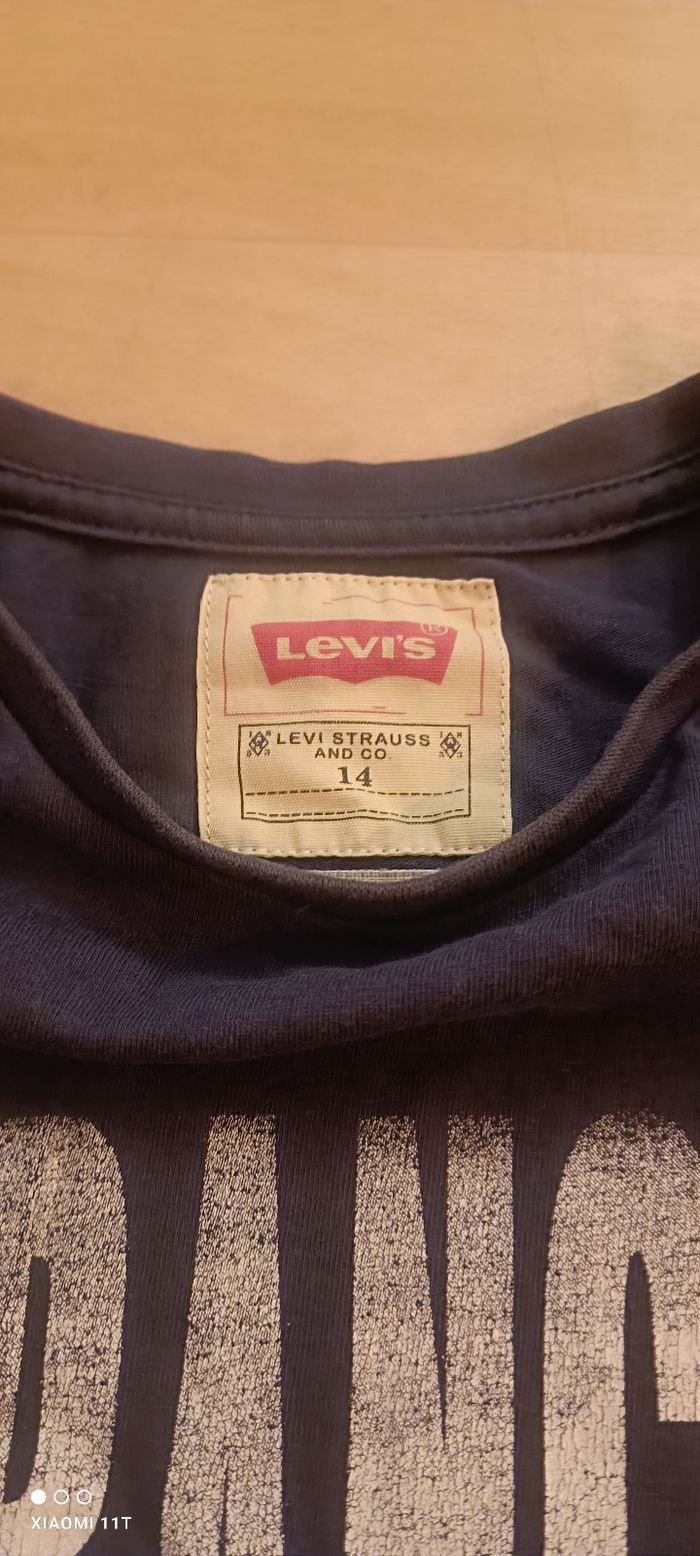 LEVI'S
LEVI STRAUSS
AND CO
14
XIAOMI 11T